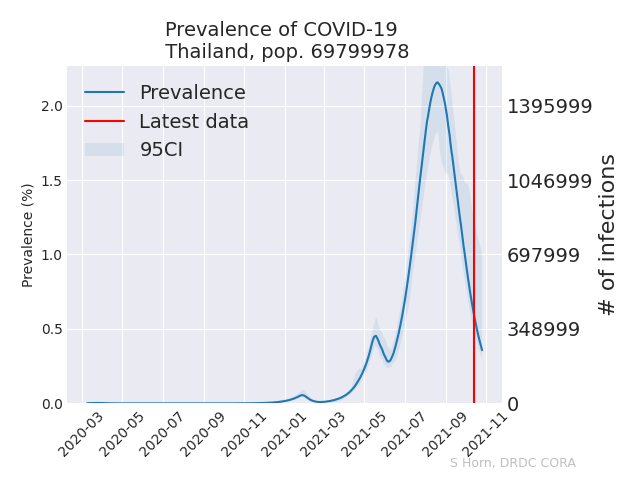 Prevalence of COVID-19
Thailand, pop. 69799978
Prevalence
Latest data
95CI
Prevalence (%)
2.0
1.5
1.0
0.5
0.0
1395999
1046999
697999
348999
0
# of infections
2020-03
2020-05
2020-07
2020-09
2020-11
2021-01
2021-03
2021-05
2021-07
2021-09
2021-11
S Horn, DRDC CORA